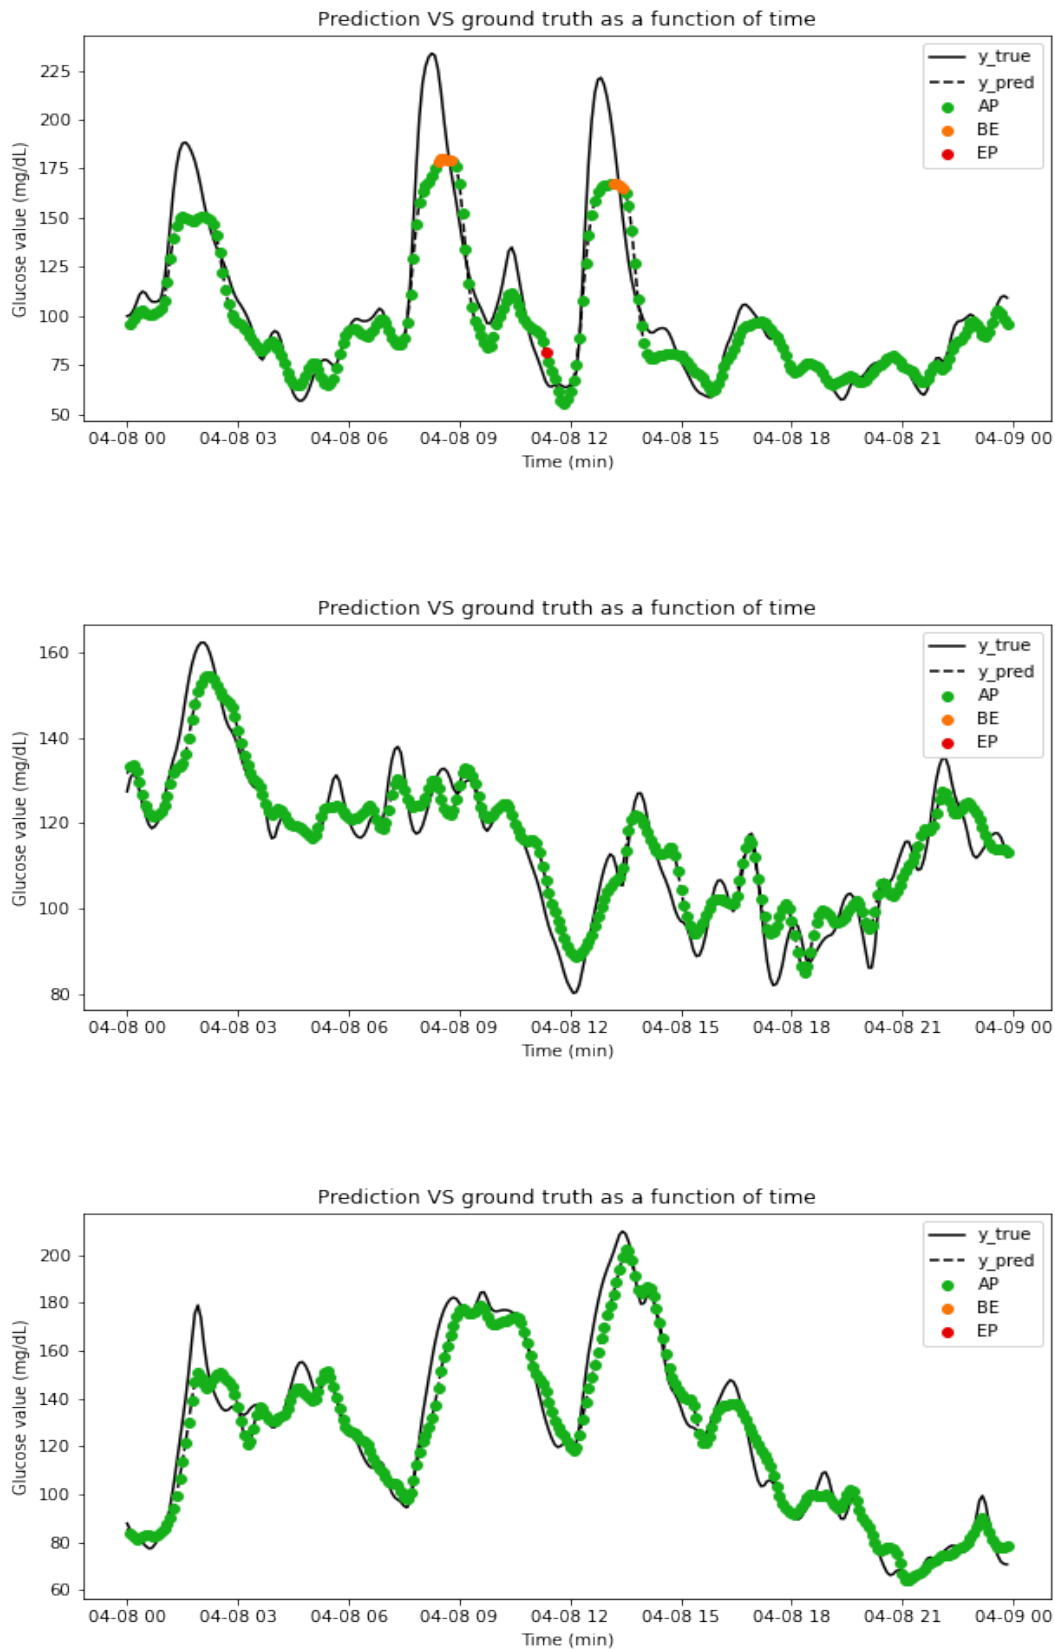 Prediction VS ground truth as a function of time
Glucose value (mg/dL)
225
200
175
150
125
100
75
50
y_true
y_pred
AP
BE
EP
04-08 00 04-08 03 04-08 06 04-08 09 04-08 12 04-08 15 04-08 18 04-08 21 04-09 00
Time (min)
Prediction VS ground truth as a function of time
Glucose value (mg/dL)
160
140
120
100
80
y_true
y_pred
AP
BE
EP
04-08 00 04-08 03 04-08 06 04-08 09 04-08 12 04-08 15 04-08 18 04-08 21 04-09 00
Time (min)
Prediction VS ground truth as a function of time
Glucose value (mg/dL)
200
180
160
140
120
100
80
60
y_true
y_pred
AP
BE
EP
04-08 00 04-08 03 04-08 06 04-08 09 04-08 12 04-08 15 04-08 18 04-08 21 04-09 00
Time (min)